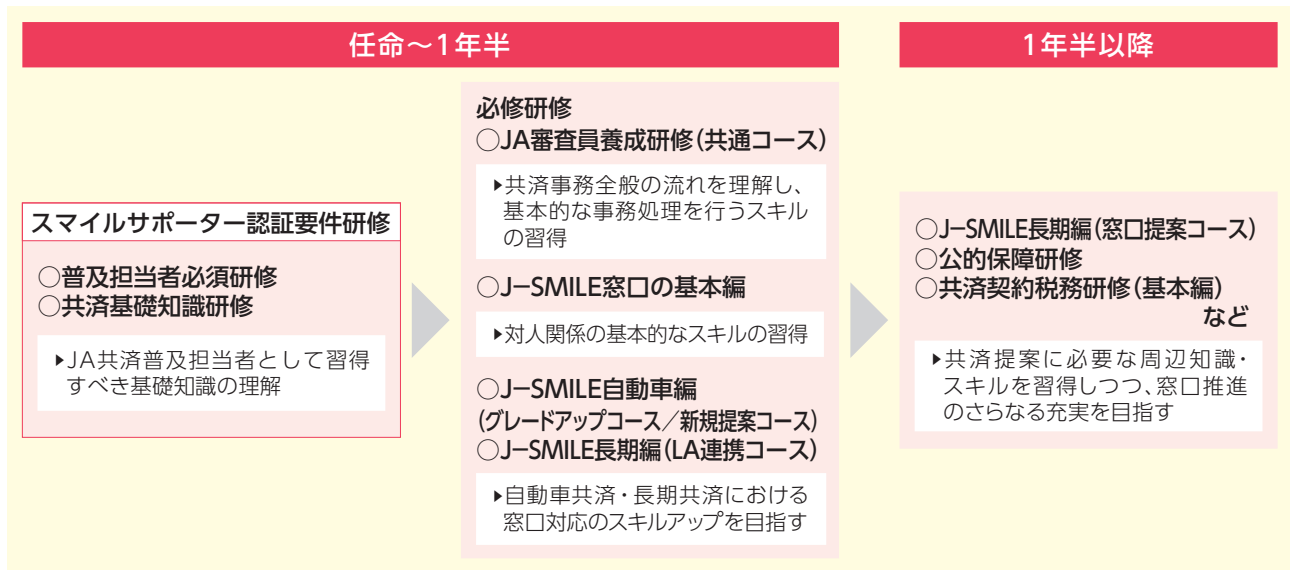 任命～1年半
1年半以降
スマイルサポーター認証要件研修
○普及担当者必須研修
○共済基礎知識研修
▶JA共済普及担当者として習得
すべき基礎知識の理解
必修研修
○JA審査員養成研修（共通コース）
▶共済事務全般の流れを理解し、
基本的な事務処理を行うスキル
の習得
○J−SMILE窓口の基本編
▶対人関係の基本的なスキルの習得
○J−SMILE自動車編
（グレードアップコース／新規提案コース）
○J−SMILE長期編（LA連携コース）
▶自動車共済・長期共済における
窓口対応のスキルアップを目指す
○J−SMILE長期編（窓口提案コース）
○公的保障研修
○共済契約税務研修（基本編）
など
▶共済提案に必要な周辺知識・
スキルを習得しつつ、窓口推進
のさらなる充実を目指す